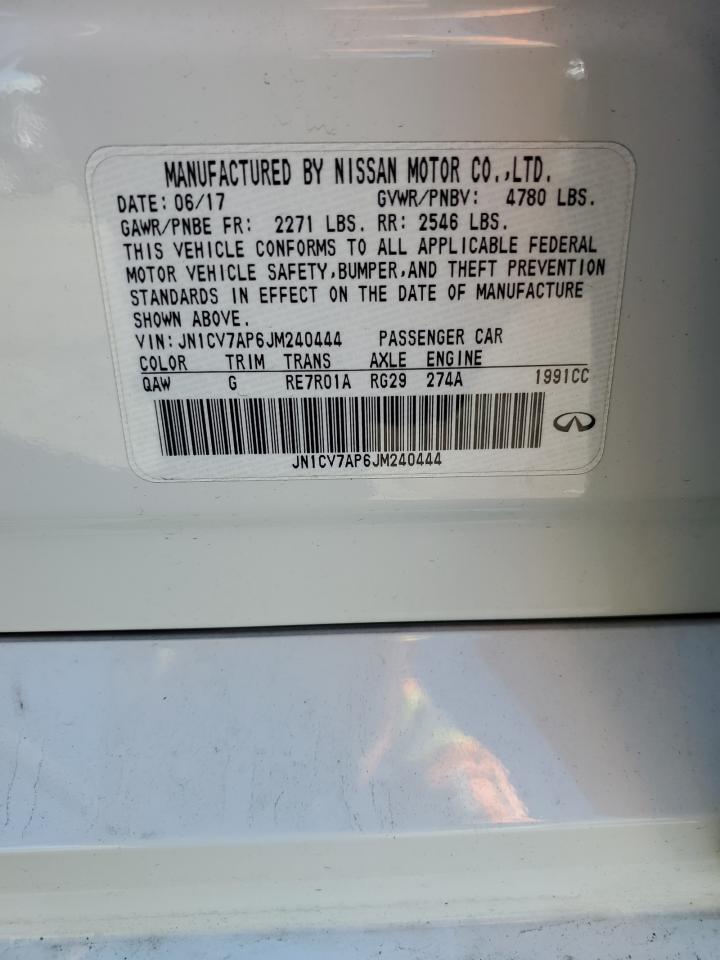 MANUFACTURED BY NISSAN MOTOR CO.,LTD.
DATE: 06/17 GVWR/PNBV: 4780 LBS.
GAWR/PNBE FR: 2271 LBS. RR: 2546 LBS.
THIS VEHICLE CONFORMS TO ALL APPLICABLE FEDERAL
MOTOR VEHICLE SAFETY,BUMPER,AND THEFT PREVENTION
STANDARDS IN EFFECT ON THE DATE OF MANUFACTURE
SHOWN ABOVE.
VIN: JN1CV7AP6JM240444 PASSENGER CAR
COLOR TRIM TRANS AXLE ENGINE
QAW G RE7R01A RG29 274A 1991CC
JN1CV7AP6JM240444